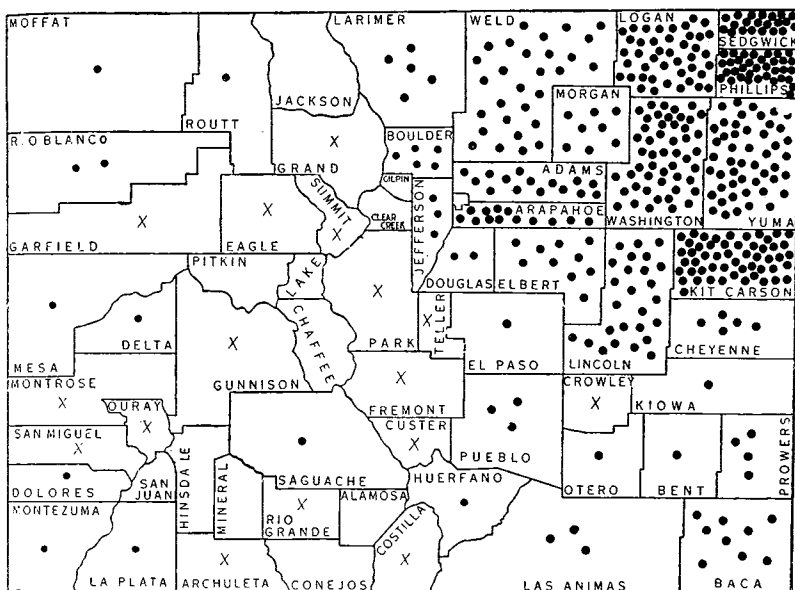 MOFFAT
LARIMER
WELD
LOGAN
SEDGWICK
PHILLIPS
JACKSON
MORGAN
ROUTT
RIO BLANCO
BOULDER
GRAND
GILPIN
ADAMS
SUMMIT
CLEAR
CREEK
JEFFERSON
ARAPAHOE
WASHINGTON
YUMA
GARFIELD
EAGLE
PITKIN
LAKE
DOUGLAS
ELBERT
KIT CARSON
CHAFFEE
TELLER
MESA
DELTA
PARK
EL PASO
LINCOLN
CHEYENNE
MONTROSE
GUNNISON
CROWLEY
KIOWA
OURAY
FREMONT
CUSTER
SAN MIGUEL
PUEBLO
PROWERS
HINSDALE
MINERAL
SAGUACHE
HUERFANO
OTERO
BENT
DOLORES
SAN
JUAN
ALAMOSA
RIO
GRANDE
MONTEZUMA
COSTILLA
LA PLATA
ARCHULETA
CONEJOS
LAS ANIMAS
BACA